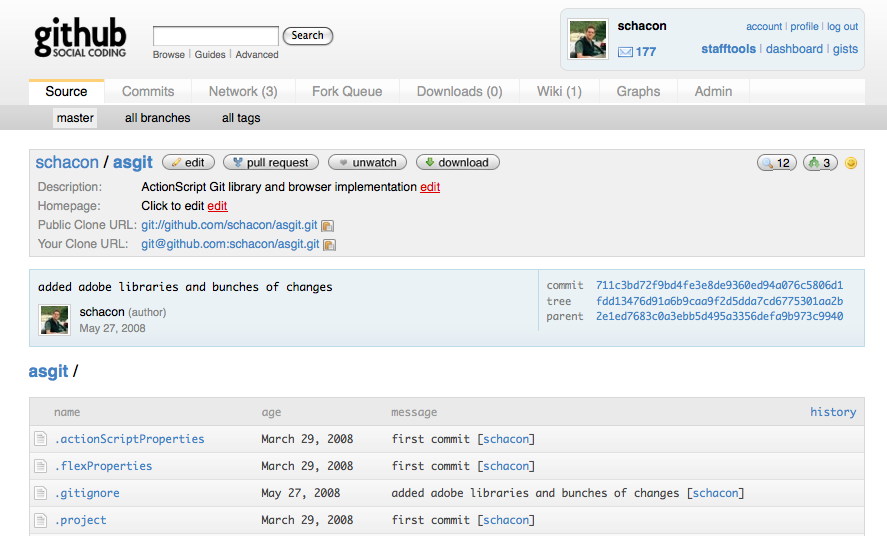 github
SOCIAL CODING
Search
Browse | Guides | Advanced
schacon
account | profile | log out
177
stafftools | dashboard | gists
Source Commits Network (3) Fork Queue Downloads (0) Wiki (1) Graphs Admin
master all branches all tags
schacon / asgit edit pull request unwatch download 12 3
Description: ActionScript Git library and browser implementation edit
Homepage: Click to edit edit
Public Clone URL: git://github.com/schacon/asgit.git
Your Clone URL: git@github.com:schacon/asgit.git
added adobe libraries and bunches of changes
schacon (author)
May 27, 2008
commit 711c3bd72f9bd4fe3e8de9360ed94a076c5806d1
tree fdd13476d91a6b9caa9f2d5dda7cd6775301aa2b
parent 2e1ed7683c0a3ebb5d495a3356defa9b973c9940
asgit /
name age message history
.actionScriptProperties March 29, 2008 first commit [schacon]
.flexProperties March 29, 2008 first commit [schacon]
.gitignore May 27, 2008 added adobe libraries and bunches of changes [schacon]
.project March 29, 2008 first commit [schacon]